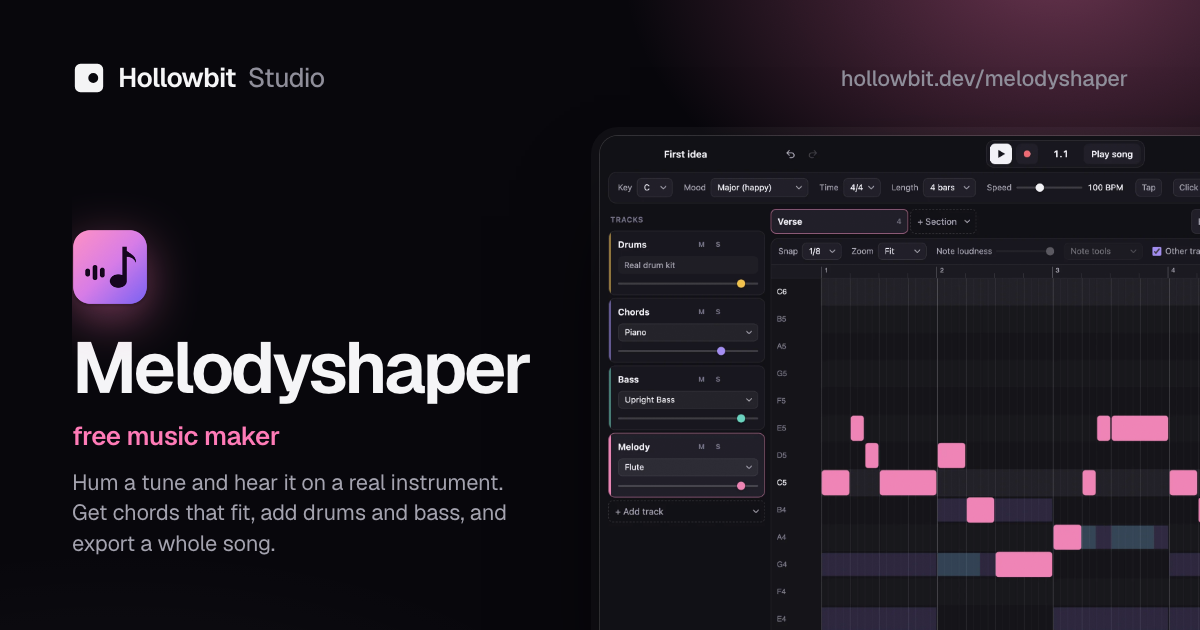 Hollowbit Studio
hollowbit.dev/melodyshaper
Melodyshaper
free music maker
Hum a tune and hear it on a real instrument.
Get chords that fit, add drums and bass, and
export a whole song.
First idea
1.1
Play song
Key C Mood Major (happy) Time 4/4 Length 4 bars Speed 100 BPM Tap Click
TRACKS
Drums M S
Real drum kit
Chords M S
Piano
Bass M S
Upright Bass
Melody M S
Flute
+ Add track
Verse 4
+ Section
Snap 1/8 Zoom Fit Note loudness Note tools Other tra
1 2 3 4
C6
B5
A5
G5
F5
E5
D5
C5
B4
A4
G4
F4
E4